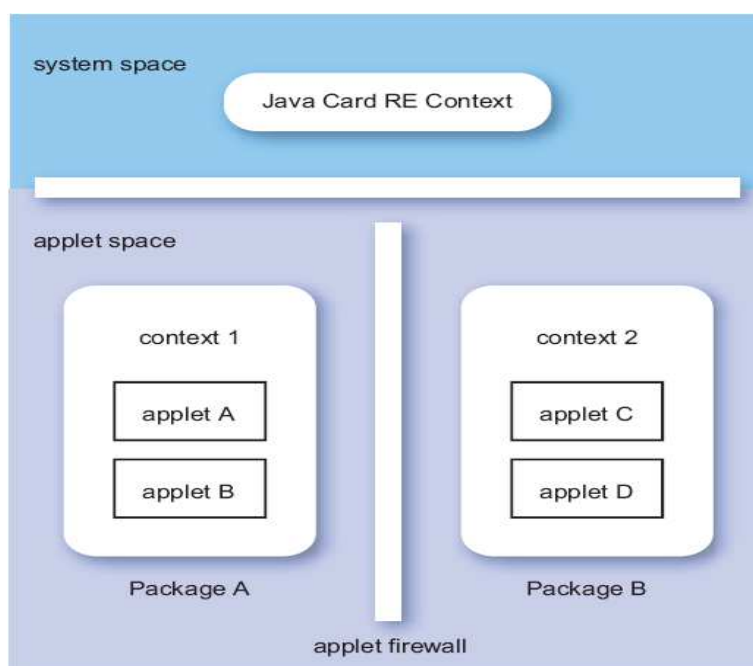 system space
Java Card RE Context
applet space
context 1
applet A
applet B
Package A
context 2
applet C
applet D
Package B
applet firewall